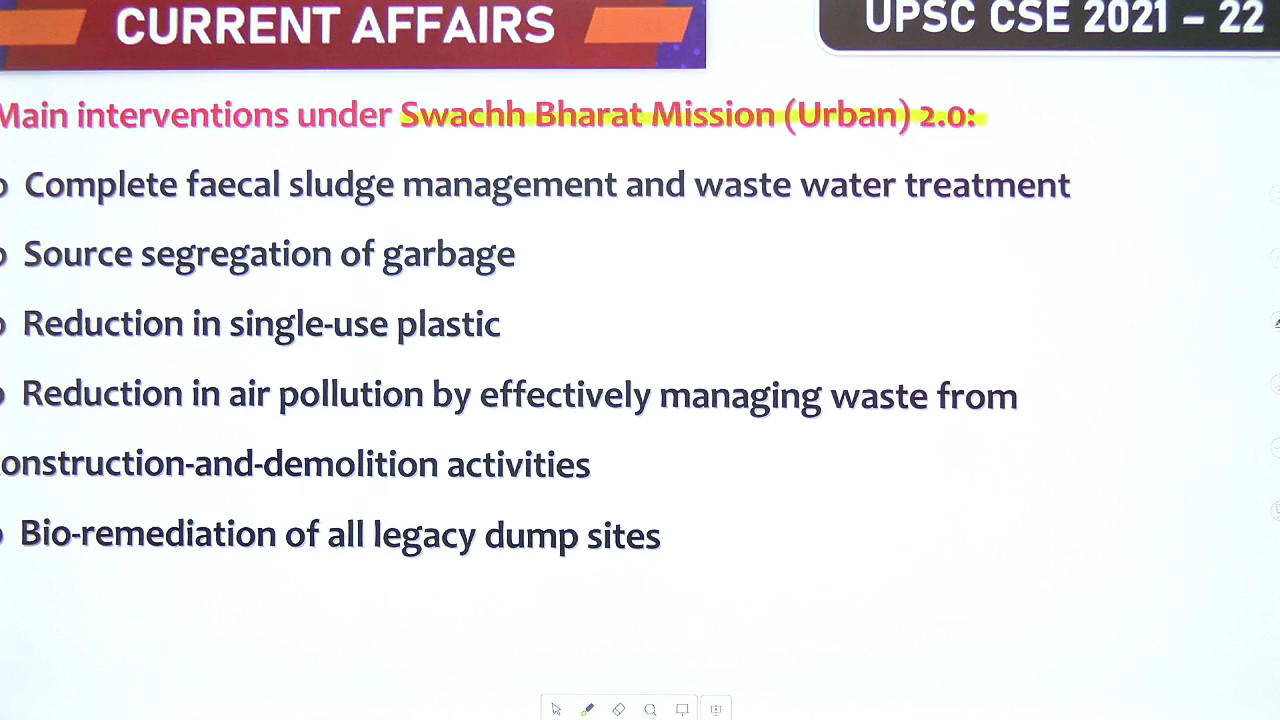 CURRENT AFFAIRS
UPSC CSE 2021 – 22
Main interventions under Swachh Bharat Mission (Urban) 2.0:
Complete faecal sludge management and waste water treatment
Source segregation of garbage
Reduction in single-use plastic
Reduction in air pollution by effectively managing waste from
onstruction-and-demolition activities
Bio-remediation of all legacy dump sites